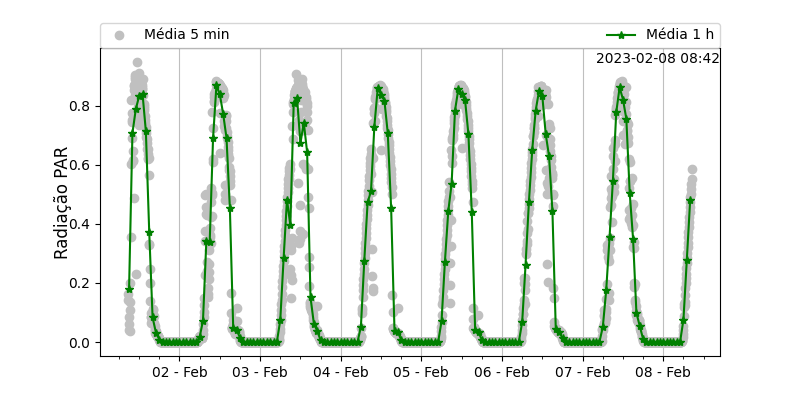 Média 5 min
Média 1 h
2023-02-08 08:42
Radiação PAR
0.8
0.6
0.4
0.2
0.0
02 - Feb
03 - Feb
04 - Feb
05 - Feb
06 - Feb
07 - Feb
08 - Feb